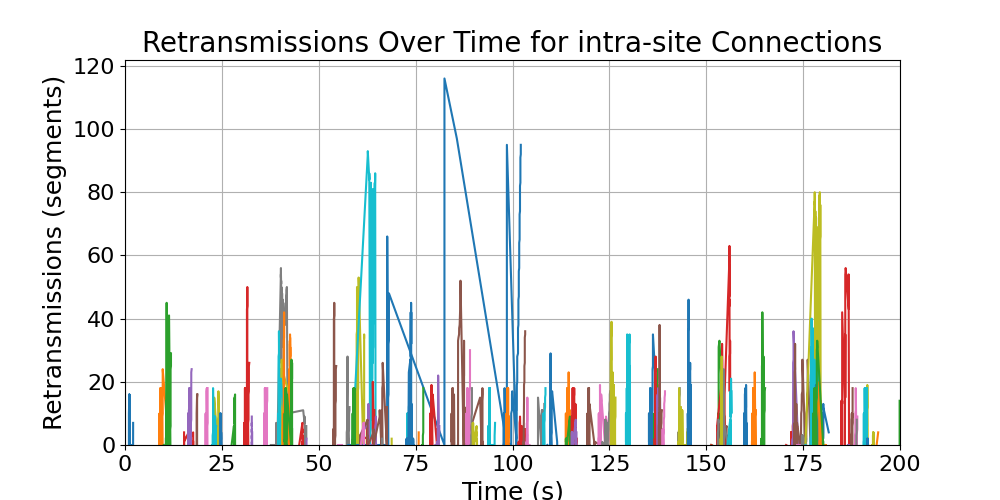 Retransmissions Over Time for intra-site Connections
Retransmissions (segments)
120
100
80
60
40
20
0
0 25 50 75 100 125 150 175 200
Time (s)